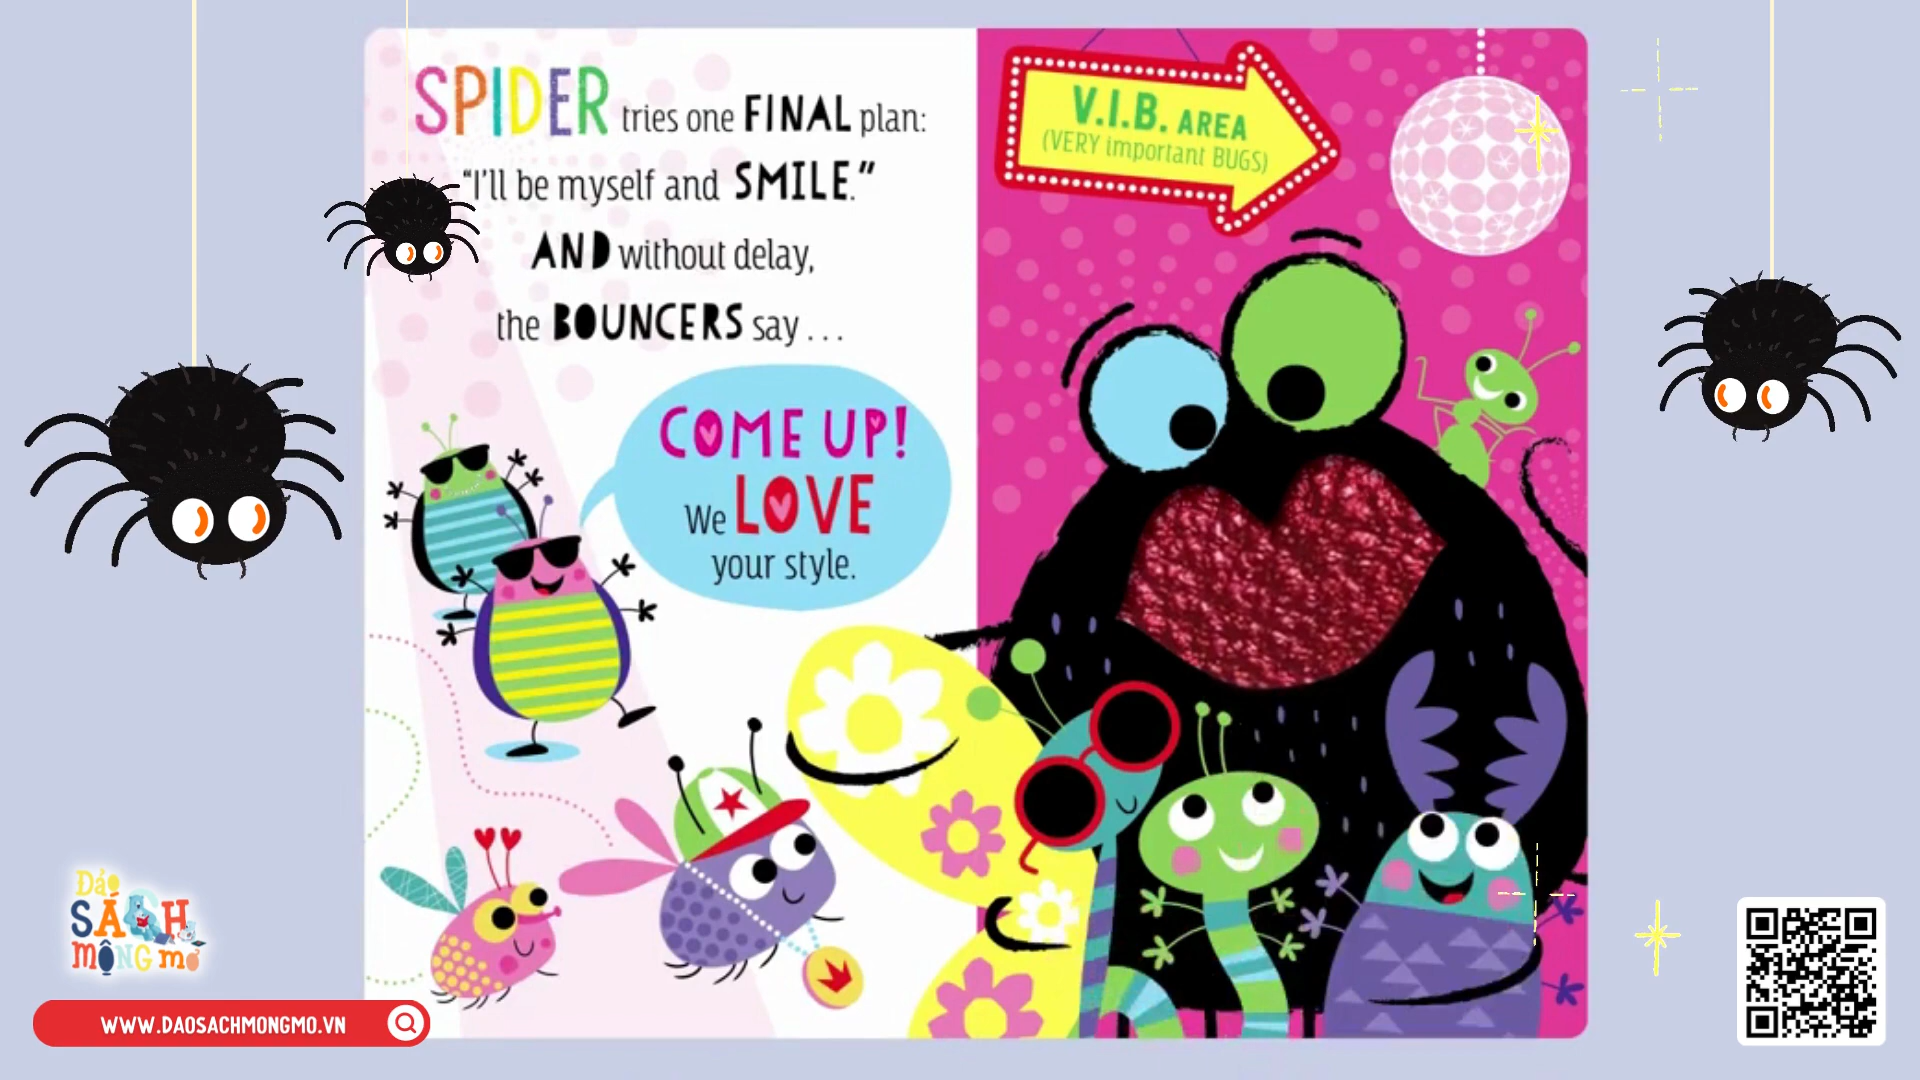 SPIDER tries one FINAL plan:
"I'll be myself and SMILE."
AND without delay,
the BOUNCERS say . . .
COME UP!
We LOVE
your style.
V.I.B. AREA
(VERY important BUGS)
Đảo
SÁCH
MÔNG mơ
WWW.DAOSACHMONGMO.VN